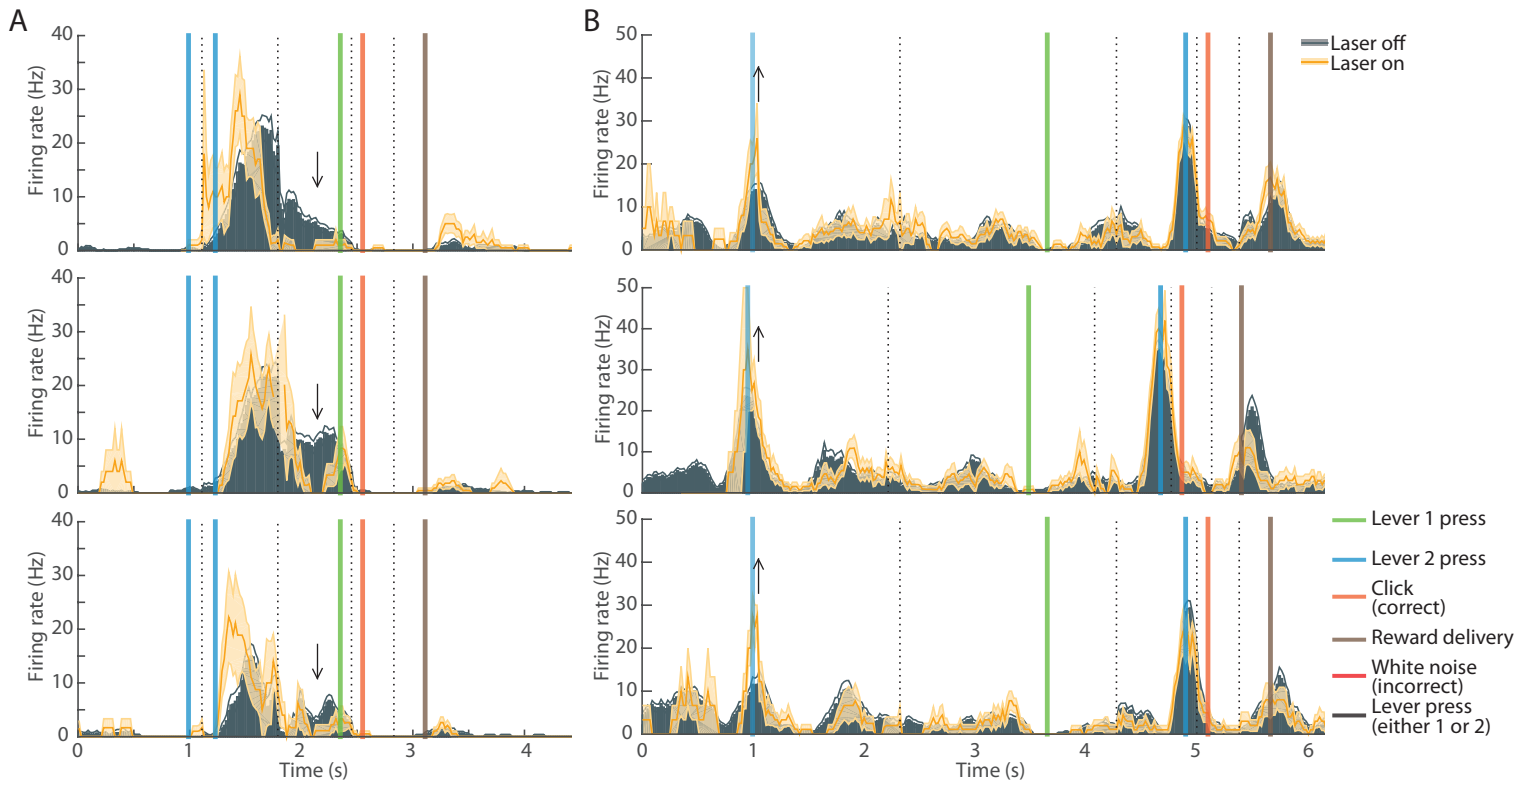 A
B
Firing rate (Hz)
40
30
20
10
0
Firing rate (Hz)
50
40
30
20
10
0
Laser off
Laser on
Firing rate (Hz)
40
30
20
10
0
Firing rate (Hz)
50
40
30
20
10
0
Firing rate (Hz)
40
30
20
10
0
0 1 2 3 4
Time (s)
Firing rate (Hz)
50
40
30
20
10
0
0 1 2 3 4 5 6
Time (s)
Lever 1 press
Lever 2 press
Click
(correct)
Reward delivery
White noise
(incorrect)
Lever press
(either 1 or 2)